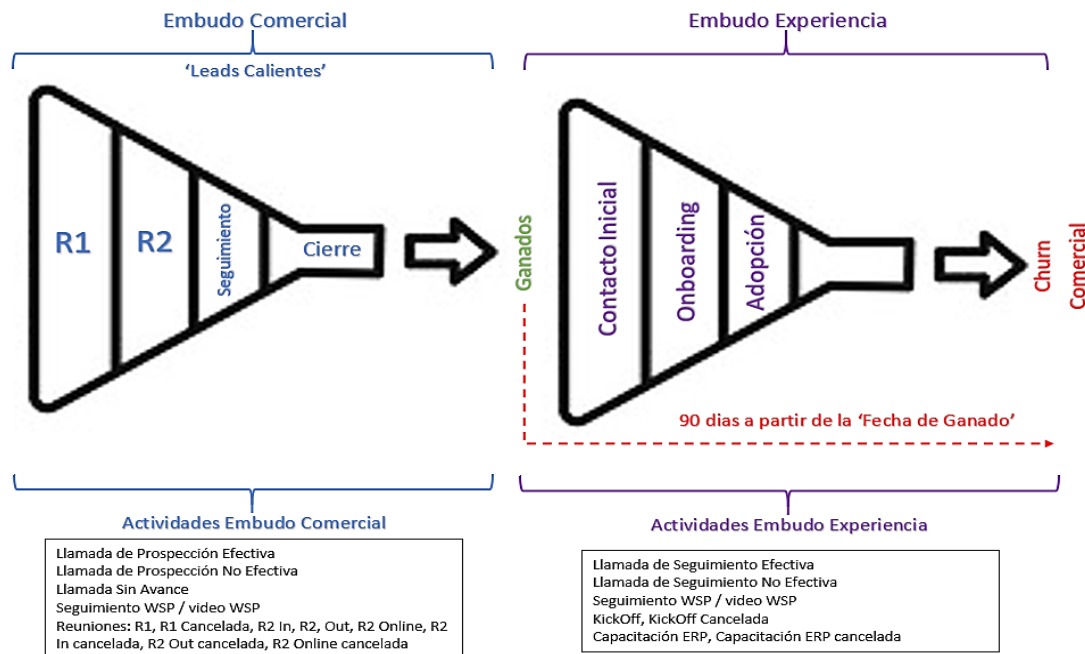 Embudo Comercial
'Leads Calientes'
R1
R2
Seguimiento
Cierre
Ganados
Embudo Experiencia
Contacto Inicial
Onboarding
Adopción
Churn
Comercial
90 dias a partir de la 'Fecha de Ganado'
Actividades Embudo Comercial
Llamada de Prospección Efectiva
Llamada de Prospección No Efectiva
Llamada Sin Avance
Seguimiento WSP / video WSP
Reuniones: R1, R1 Cancelada, R2 In, R2, Out, R2 Online, R2
In cancelada, R2 Out cancelada, R2 Online cancelada
Actividades Embudo Experiencia
Llamada de Seguimiento Efectiva
Llamada de Seguimiento No Efectiva
Seguimiento WSP / video WSP
KickOff, KickOff Cancelada
Capacitación ERP, Capacitación ERP cancelada